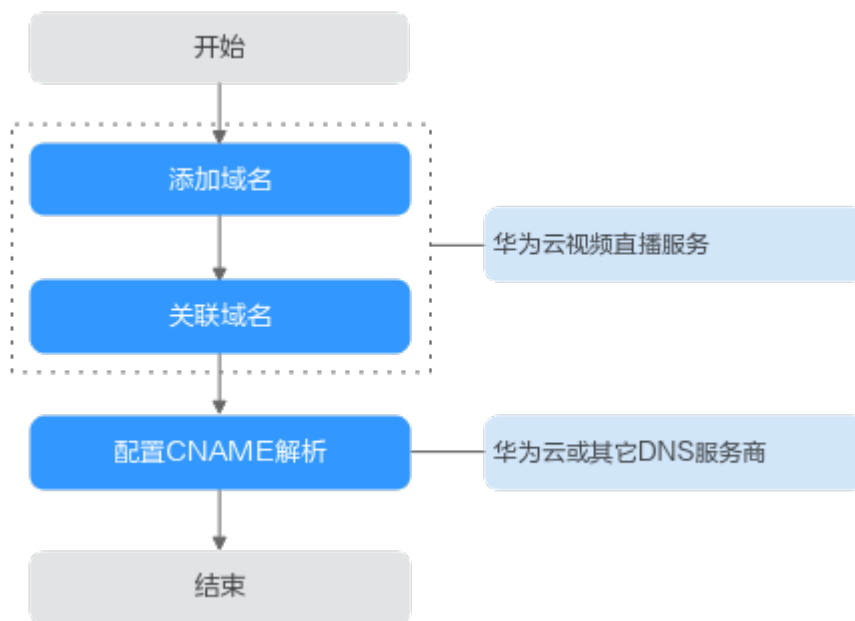 开始
添加域名
华为云视频直播服务
关联域名
配置CNAME解析
华为云或其它DNS服务商
结束